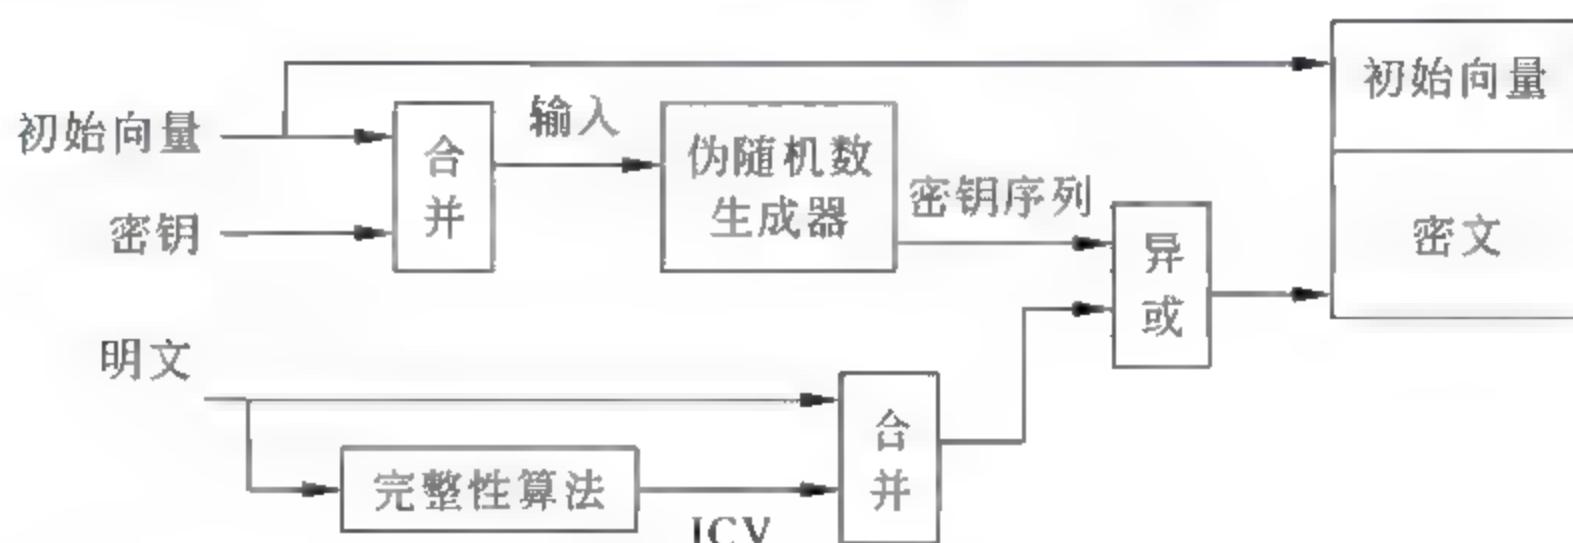 初始向量
密钥
合并
输入
伪随机数
生成器
密钥序列
异或
初始向量
密文
明文
完整性算法
ICV
合并